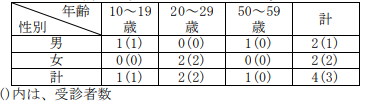 年齢
性別
10～19歳 20～29歳 50～59歳 計
男 1(1) 0(0) 1(0) 2(1)
女 0(0) 2(2) 0(0) 2(2)
計 1(1) 2(2) 1(0) 4(3)
()内は、受診者数